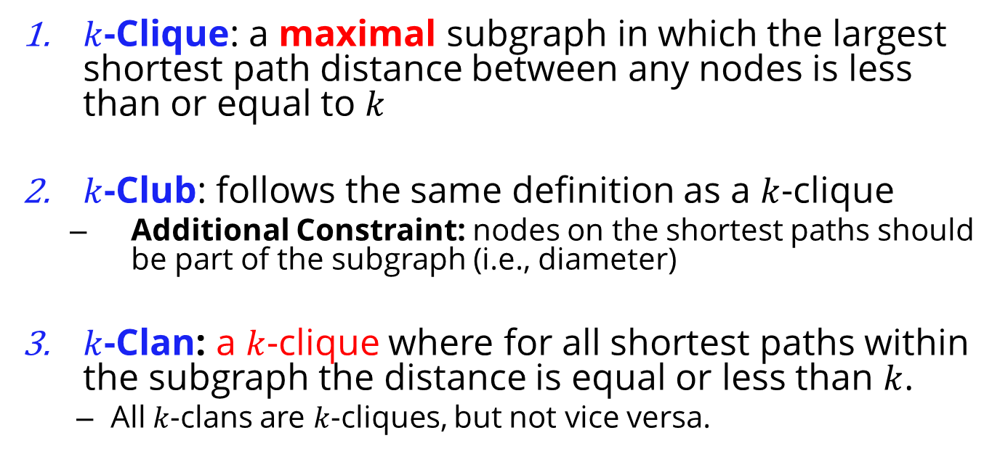 1. k-Clique: a maximal subgraph in which the largest
shortest path distance between any nodes is less
than or equal to k
2. k-Club: follows the same definition as a k-clique
– Additional Constraint: nodes on the shortest paths should
be part of the subgraph (i.e., diameter)
3. k-Clan: a k-clique where for all shortest paths within
the subgraph the distance is equal or less than k.
– All k-clans are k-cliques, but not vice versa.